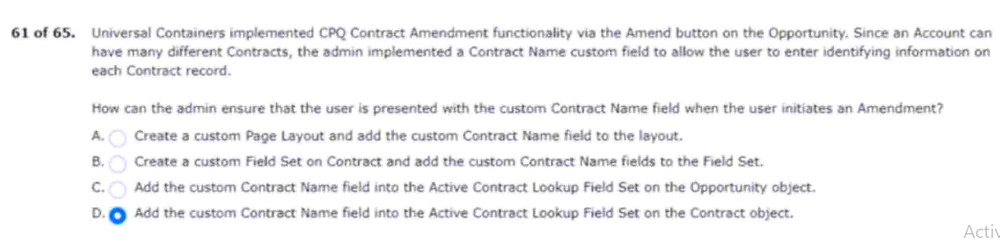 61 of 65. Universal Containers implemented CPQ Contract Amendment functionality via the Amend button on the Opportunity. Since an Account can
have many different Contracts, the admin implemented a Contract Name custom field to allow the user to enter identifying information on
each Contract record.
How can the admin ensure that the user is presented with the custom Contract Name field when the user initiates an Amendment?
A. Create a custom Page Layout and add the custom Contract Name field to the layout.
B. Create a custom Field Set on Contract and add the custom Contract Name fields to the Field Set.
C. Add the custom Contract Name field into the Active Contract Lookup Field Set on the Opportunity object.
D. Add the custom Contract Name field into the Active Contract Lookup Field Set on the Contract object.
Activ